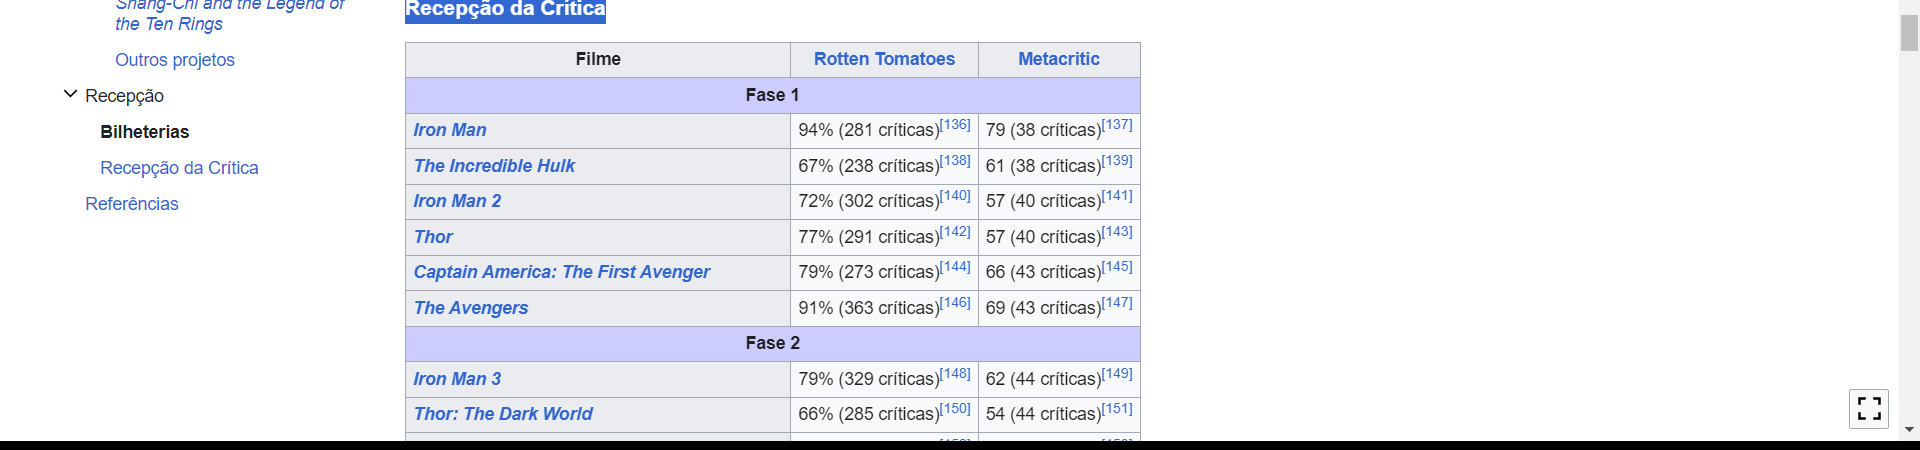 Shang-Chi and the Legend of
the Ten Rings
Outros projetos
Recepção
Bilheterias
Recepção da Crítica
Referências
Recepção da Crítica
Filme Rotten Tomatoes Metacritic
Fase 1
Iron Man 94% (281 críticas)[136] 79 (38 críticas)[137]
The Incredible Hulk 67% (238 críticas)[138] 61 (38 críticas)[139]
Iron Man 2 72% (302 críticas)[140] 57 (40 críticas)[141]
Thor 77% (291 críticas)[142] 57 (40 críticas)[143]
Captain America: The First Avenger 79% (273 críticas)[144] 66 (43 críticas)[145]
The Avengers 91% (363 críticas)[146] 69 (43 críticas)[147]
Fase 2
Iron Man 3 79% (329 críticas)[148] 62 (44 críticas)[149]
Thor: The Dark World 66% (285 críticas)[150] 54 (44 críticas)[151]